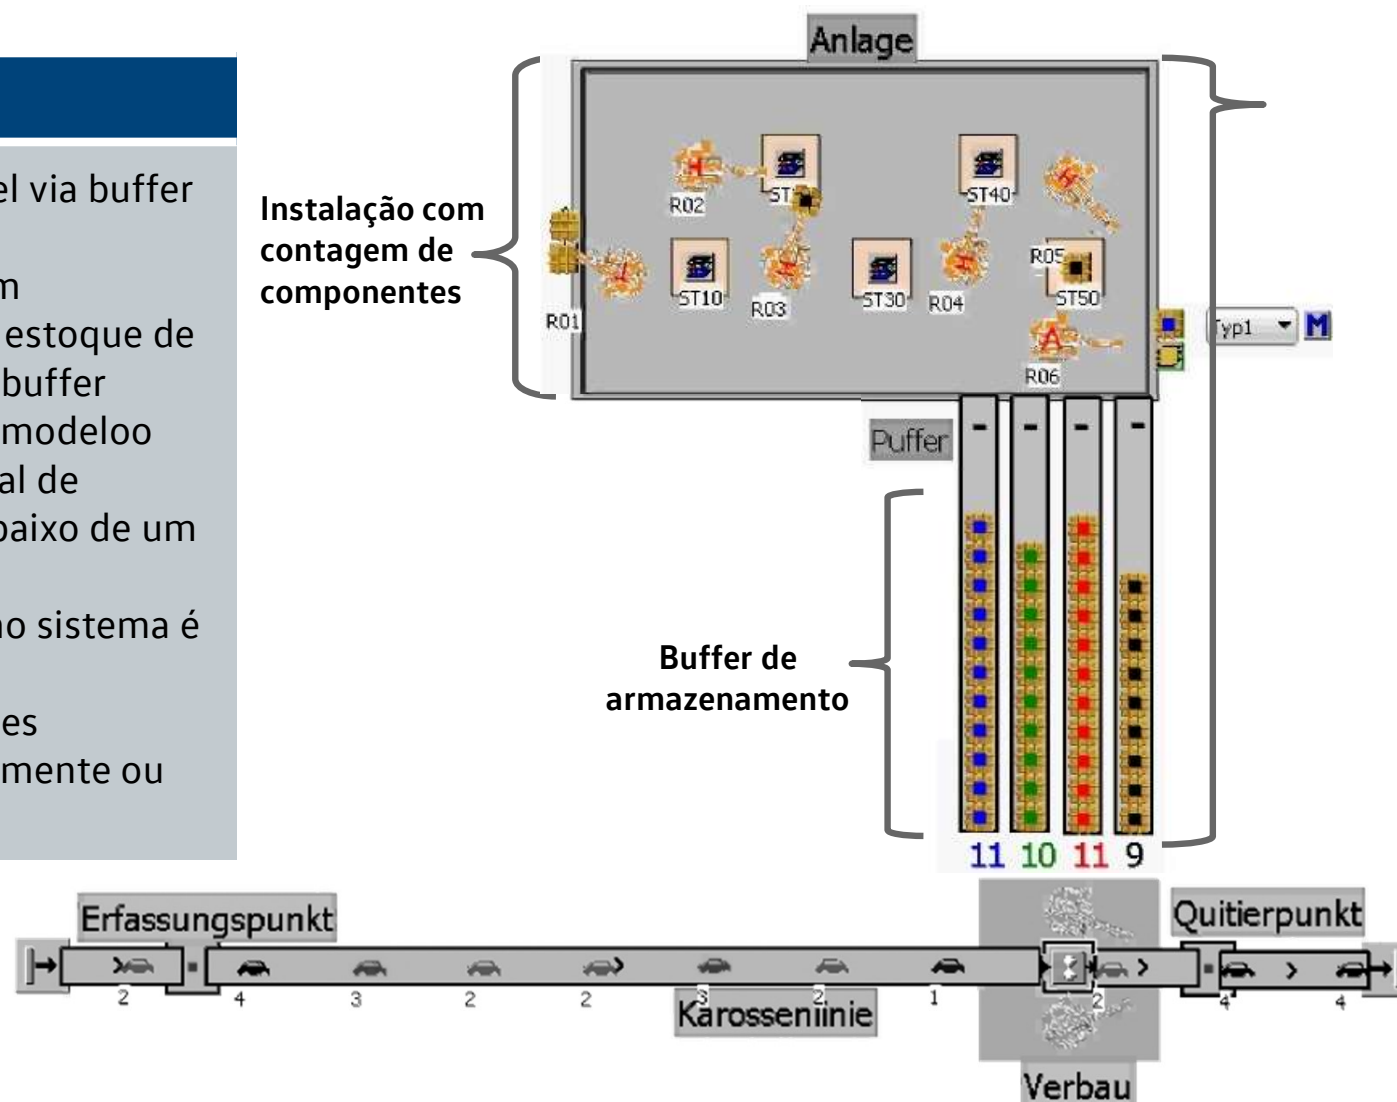 Anlage
el via buffer
m
estoque de
buffer
modeloo
al de
baixo de um
no sistema é
es
mente ou
Instalação com
contagem de
componentes
R01
R02
R03
R04
R05
R06
ST10
ST30
ST40
ST50
Typ1
M
Puffer
Buffer de
armazenamento
11 10 11 9
Erfassungspunkt
Quitierpunkt
2 4 3 2 2 3 2 1 2 4 4
Karossenlinie
Verbau